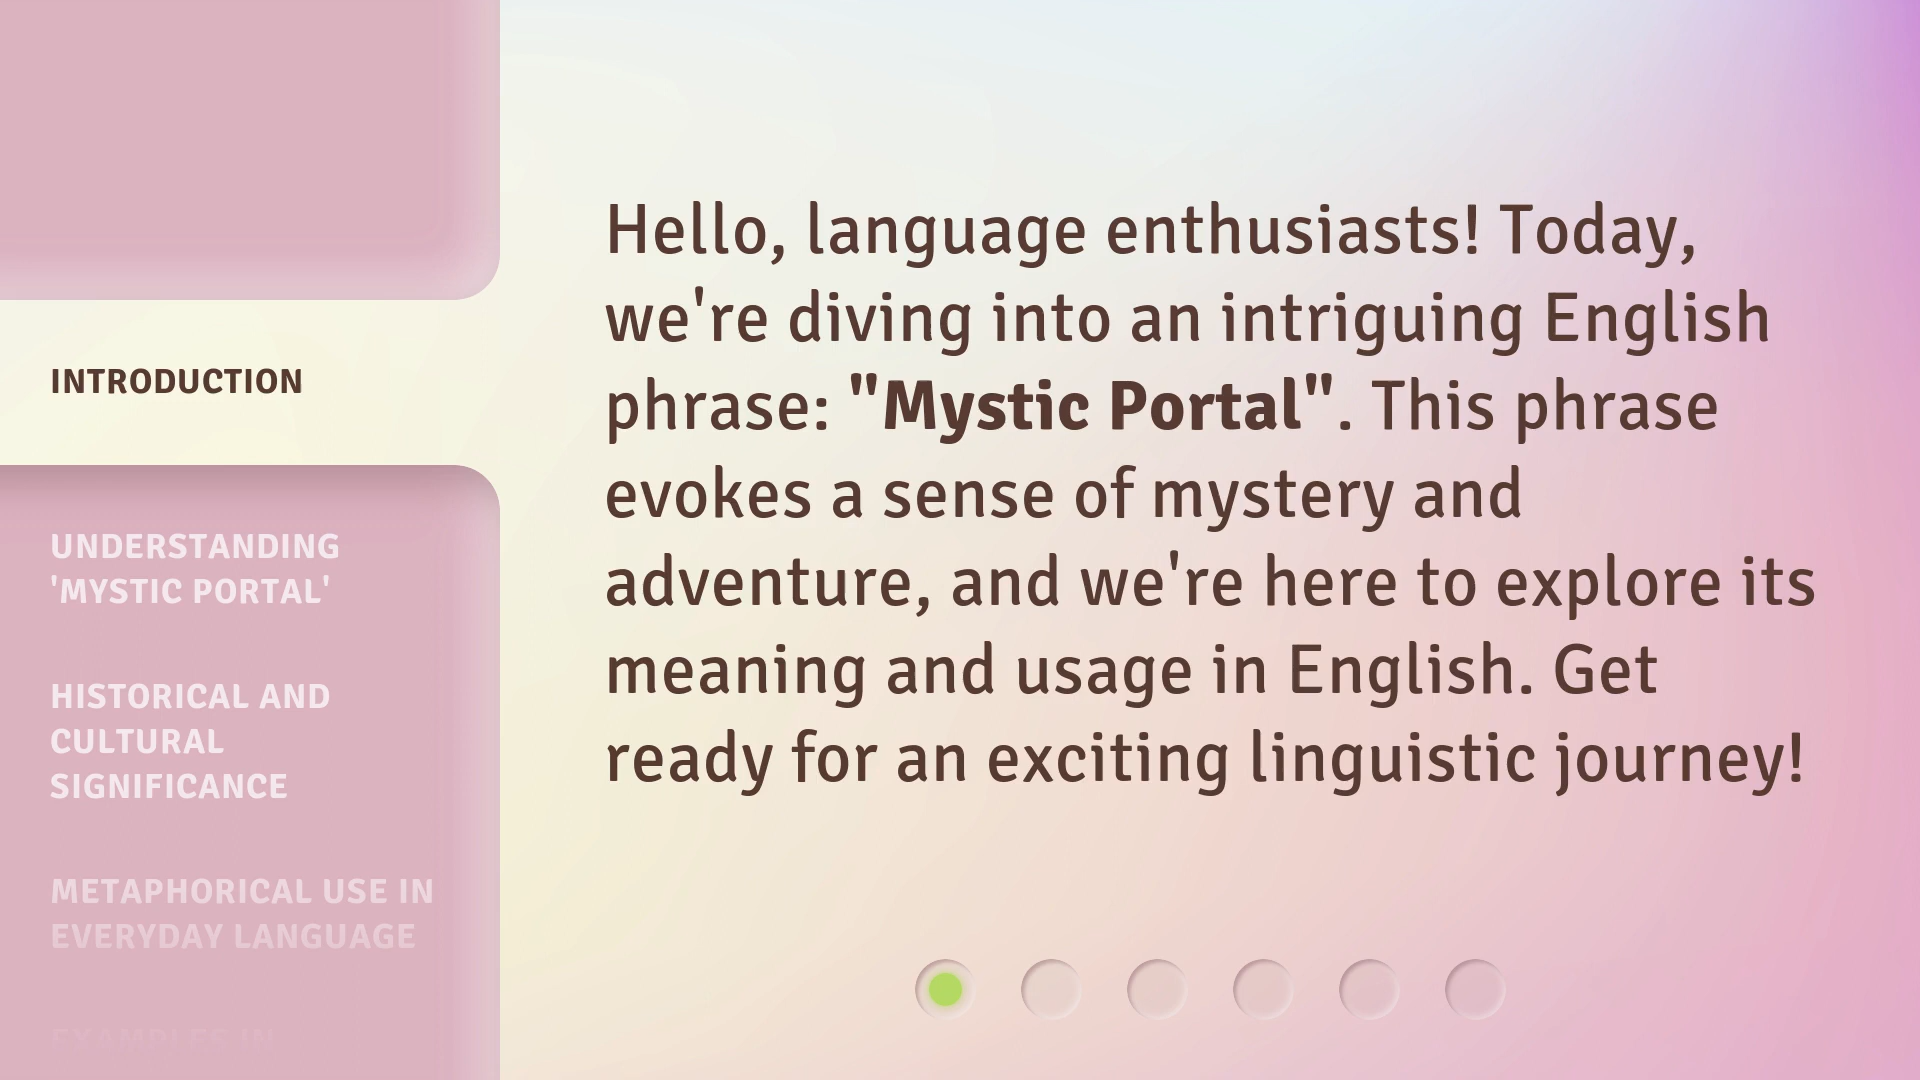 INTRODUCTION
UNDERSTANDING
'MYSTIC PORTAL'
HISTORICAL AND
CULTURAL
SIGNIFICANCE
METAPHORICAL USE IN
EVERYDAY LANGUAGE
EXAMPLES IN
Hello, language enthusiasts! Today,
we're diving into an intriguing English
phrase: "Mystic Portal". This phrase
evokes a sense of mystery and
adventure, and we're here to explore its
meaning and usage in English. Get
ready for an exciting linguistic journey!